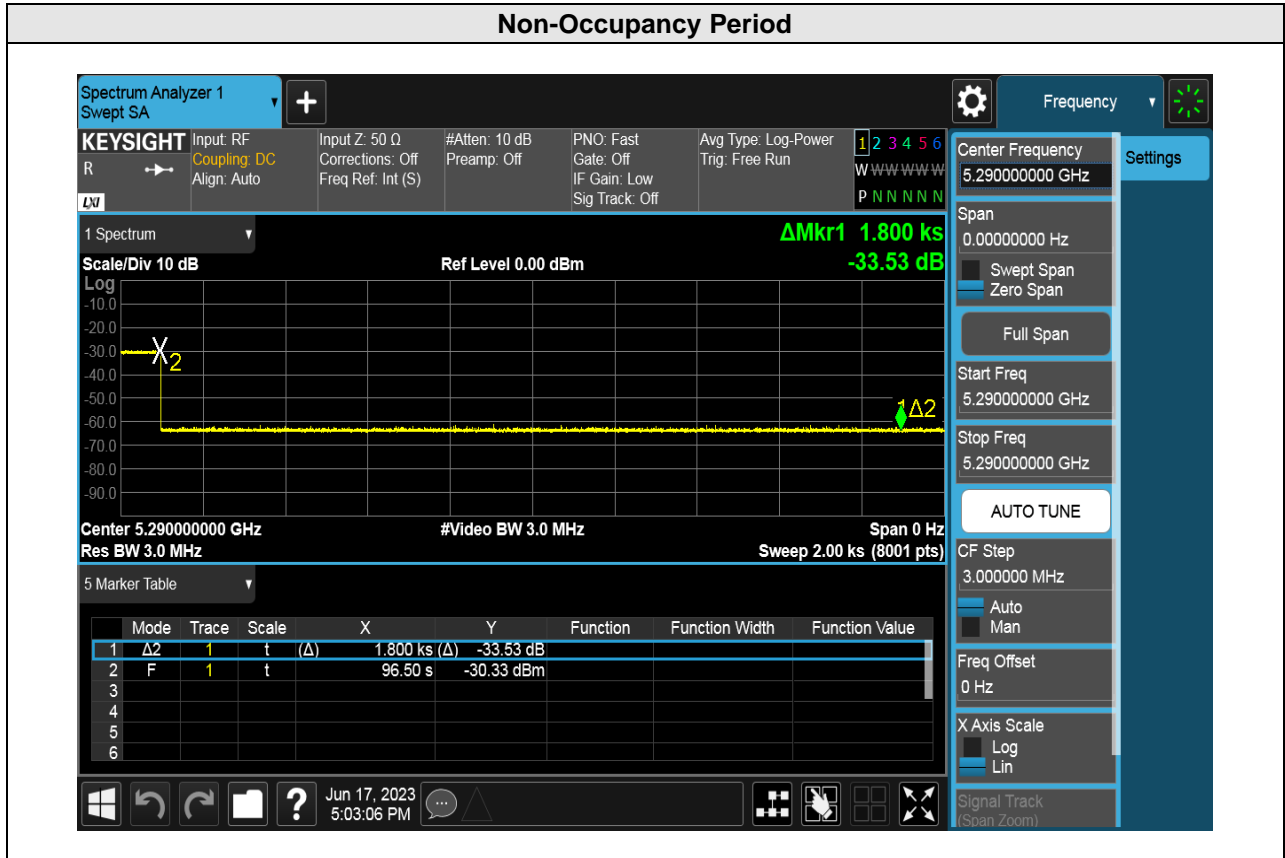 Non-Occupancy Period
Spectrum Analyzer 1
Swept SA
+
Frequency
KEYSIGHT
R
LXI
Input: RF
Coupling: DC
Align: Auto
Input Z: 50 Ω
Corrections: Off
Freq Ref: Int (S)
#Atten: 10 dB
Preamp: Off
PNO: Fast
Gate: Off
IF Gain: Low
Sig Track: Off
Avg Type: Log-Power
Trig: Free Run
1 2 3 4 5 6
W W W W W W
P N N N N N
1 Spectrum
ΔMkr1 1.800 ks
Scale/Div 10 dB
Ref Level 0.00 dBm
-33.53 dB
Log
-10.0
-20.0
-30.0
-40.0
-50.0
-60.0
-70.0
-80.0
-90.0
2
1Δ2
Center 5.290000000 GHz
#Video BW 3.0 MHz
Span 0 Hz
Res BW 3.0 MHz
Sweep 2.00 ks (8001 pts)
5 Marker Table
Mode Trace Scale X Y Function Function Width Function Value
1 Δ2 1 t (Δ) 1.800 ks (Δ) -33.53 dB
2 F 1 t 96.50 s -30.33 dBm
3
4
5
6
?
Jun 17, 2023
5:03:06 PM
Center Frequency
5.290000000 GHz
Settings
Span
0.00000000 Hz
Swept Span
Zero Span
Full Span
Start Freq
5.290000000 GHz
Stop Freq
5.290000000 GHz
AUTO TUNE
CF Step
3.000000 MHz
Auto
Man
Freq Offset
0 Hz
X Axis Scale
Log
Lin
Signal Track
(Span Zoom)